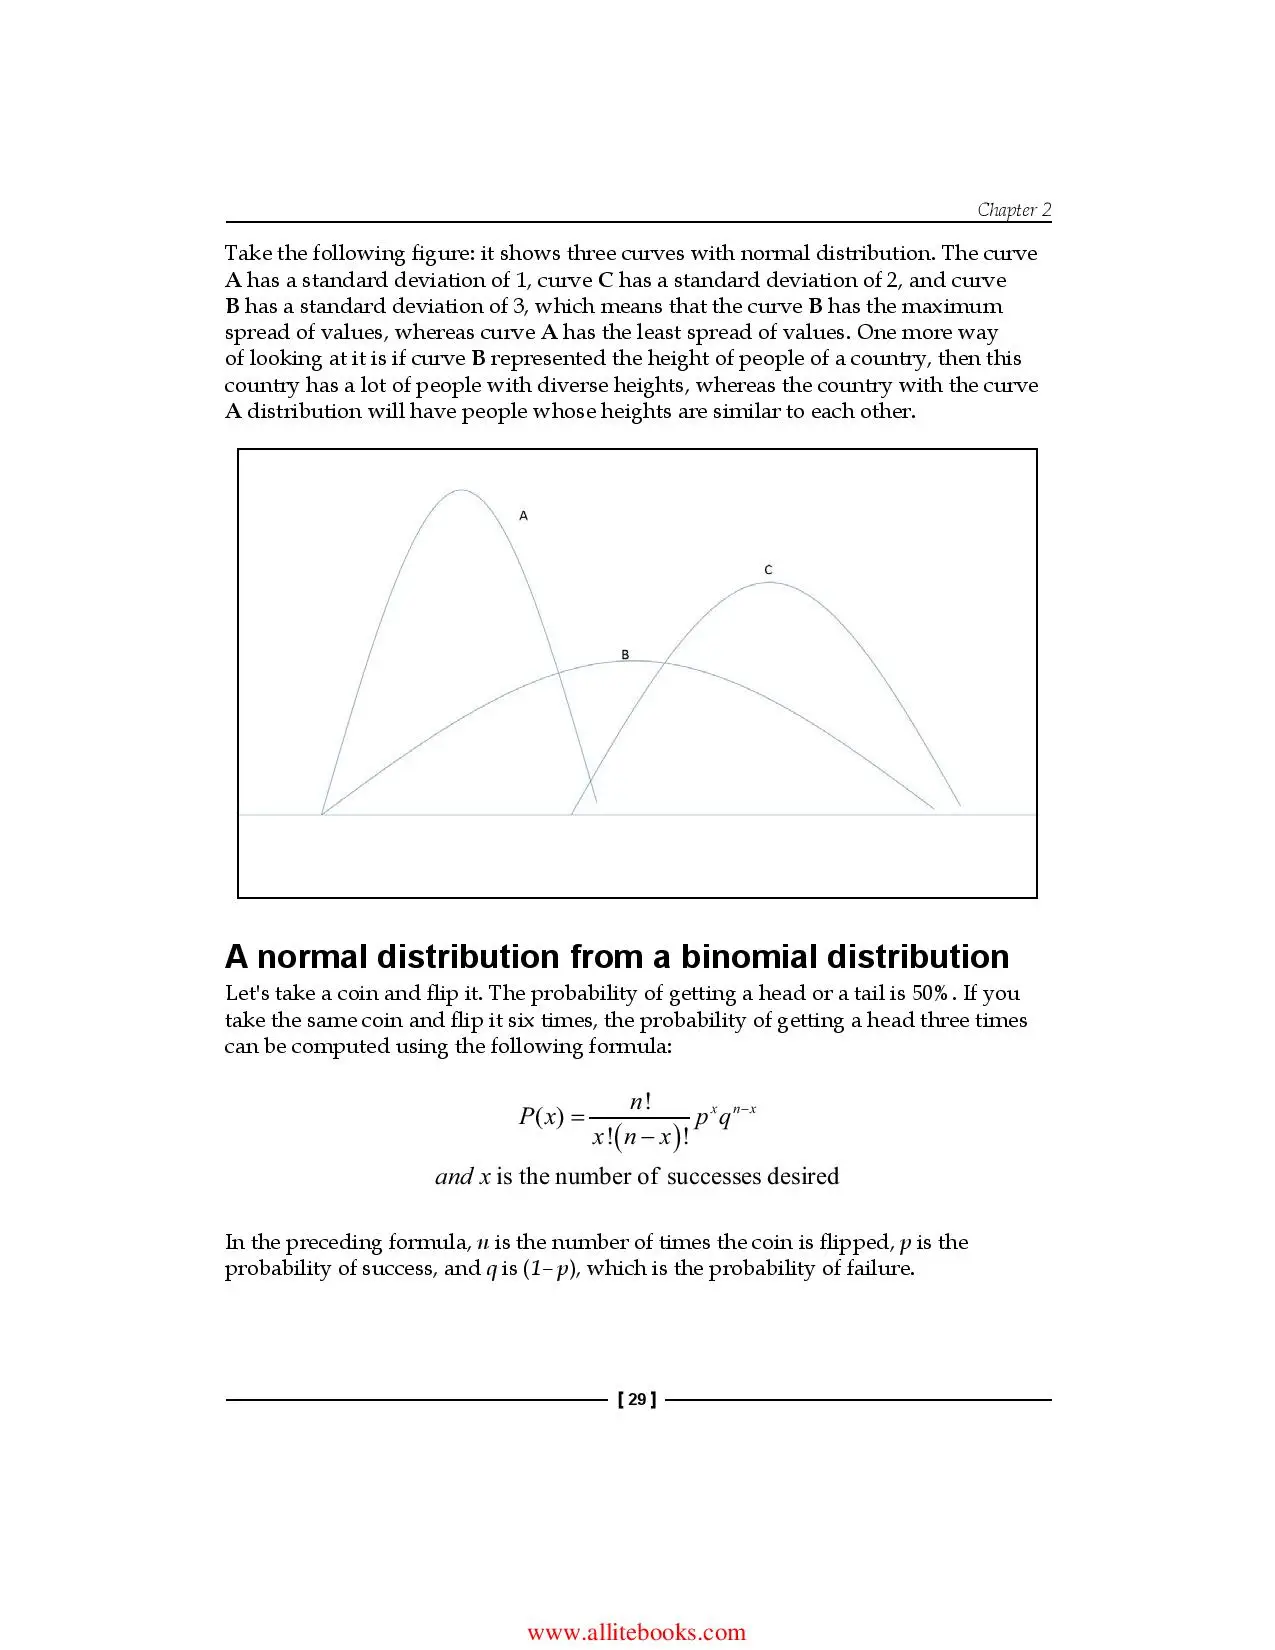 Chapter 2
Take the following figure: it shows three curves with normal distribution. The curve
A has a standard deviation of 1, curve C has a standard deviation of 2, and curve
B has a standard deviation of 3, which means that the curve B has the maximum
spread of values, whereas curve A has the least spread of values. One more way
of looking at it is if curve B represented the height of people of a country, then this
country has a lot of people with diverse heights, whereas the country with the curve
A distribution will have people whose heights are similar to each other.
A
C
B
A normal distribution from a binomial distribution
Let's take a coin and flip it. The probability of getting a head or a tail is 50%. If you
take the same coin and flip it six times, the probability of getting a head three times
can be computed using the following formula:
P(x) = n! / x!(n − x)! p^x q^(n−x)
and x is the number of successes desired
In the preceding formula, n is the number of times the coin is flipped, p is the
probability of success, and q is (1– p), which is the probability of failure.
[ 29 ]
www.allitebooks.com